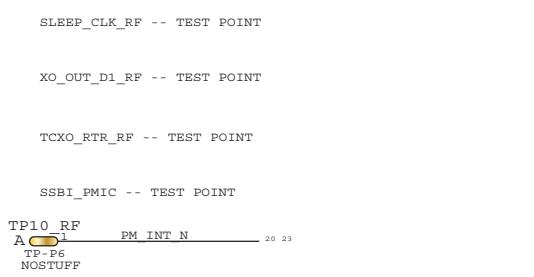 SLEEP_CLK_RF -- TEST POINT
XO_OUT_D1_RF -- TEST POINT
TCXO_RTR_RF -- TEST POINT
SSBI_PMIC -- TEST POINT
TP10_RF
A 1 PM_INT_N 20 23
TP-P6
NOSTUFF